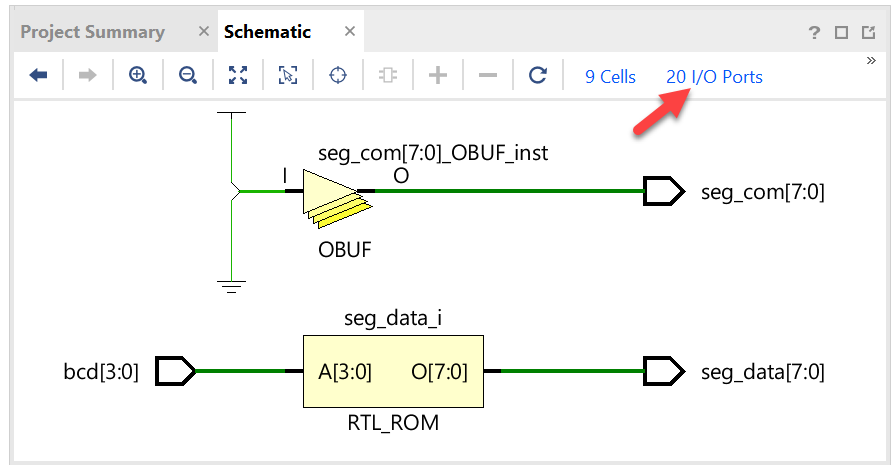 Project Summary × Schematic × ?
9 Cells 20 I/O Ports »
seg_com[7:0]_OBUF_inst
I O
seg_com[7:0]
OBUF
seg_data_i
bcd[3:0] A[3:0] O[7:0] seg_data[7:0]
RTL_ROM